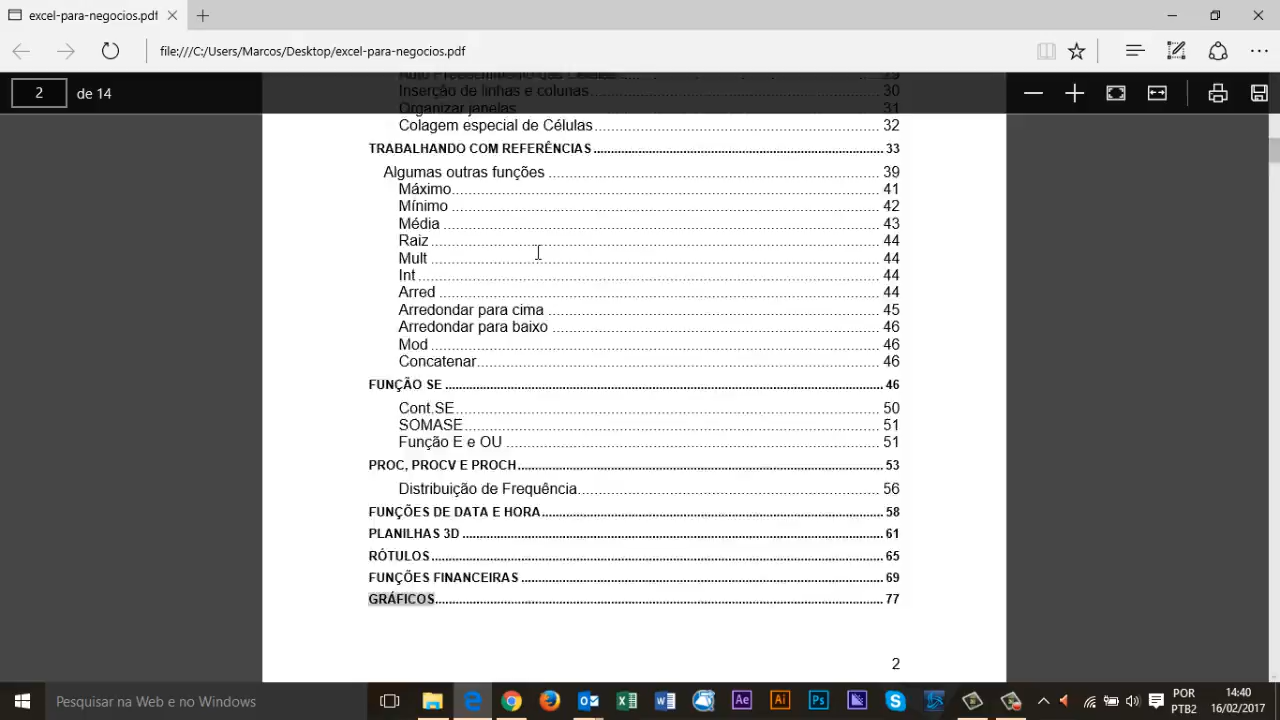 excel-para-negocios.pdf
file:///C:/Users/Marcos/Desktop/excel-para-negocios.pdf
2 de 14
Inserção de linhas e colunas 30
Organizar janelas 31
Colagem especial de Células 32
TRABALHANDO COM REFERÊNCIAS 33
Algumas outras funções 39
Máximo 41
Mínimo 42
Média 43
Raiz 44
Mult 44
Int 44
Arred 44
Arredondar para cima 45
Arredondar para baixo 46
Mod 46
Concatenar 46
FUNÇÃO SE 46
Cont.SE 50
SOMASE 51
Função E e OU 51
PROC, PROCV E PROCH 53
Distribuição de Frequência 56
FUNÇÕES DE DATA E HORA 58
PLANILHAS 3D 61
RÓTULOS 65
FUNÇÕES FINANCEIRAS 69
GRÁFICOS 77
2
Pesquisar na Web e no Windows
Ae
Ai
Ps
POR
PTB2
14:40
16/02/2017